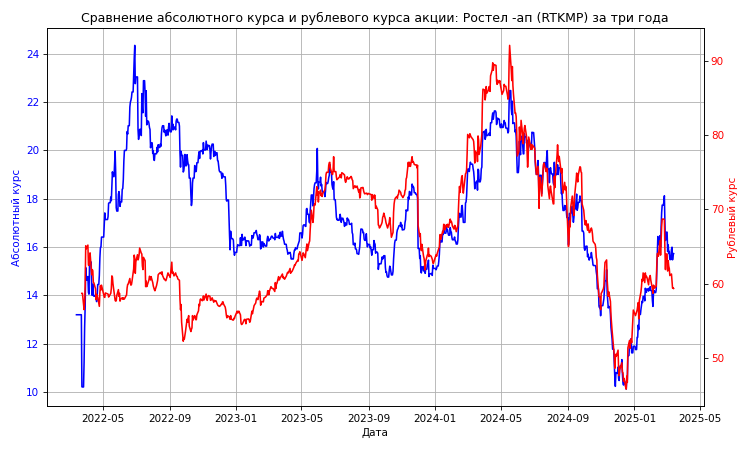 Сравнение абсолютного курса и рублевого курса акции: Ростел -ап (RTKMP) за три года
Абсолютный курс
24
22
20
18
16
14
12
10
90
80
70
60
50
Рублевый курс
2022-05 2022-09 2023-01 2023-05 2023-09 2024-01 2024-05 2024-09 2025-01 2025-05
Дата